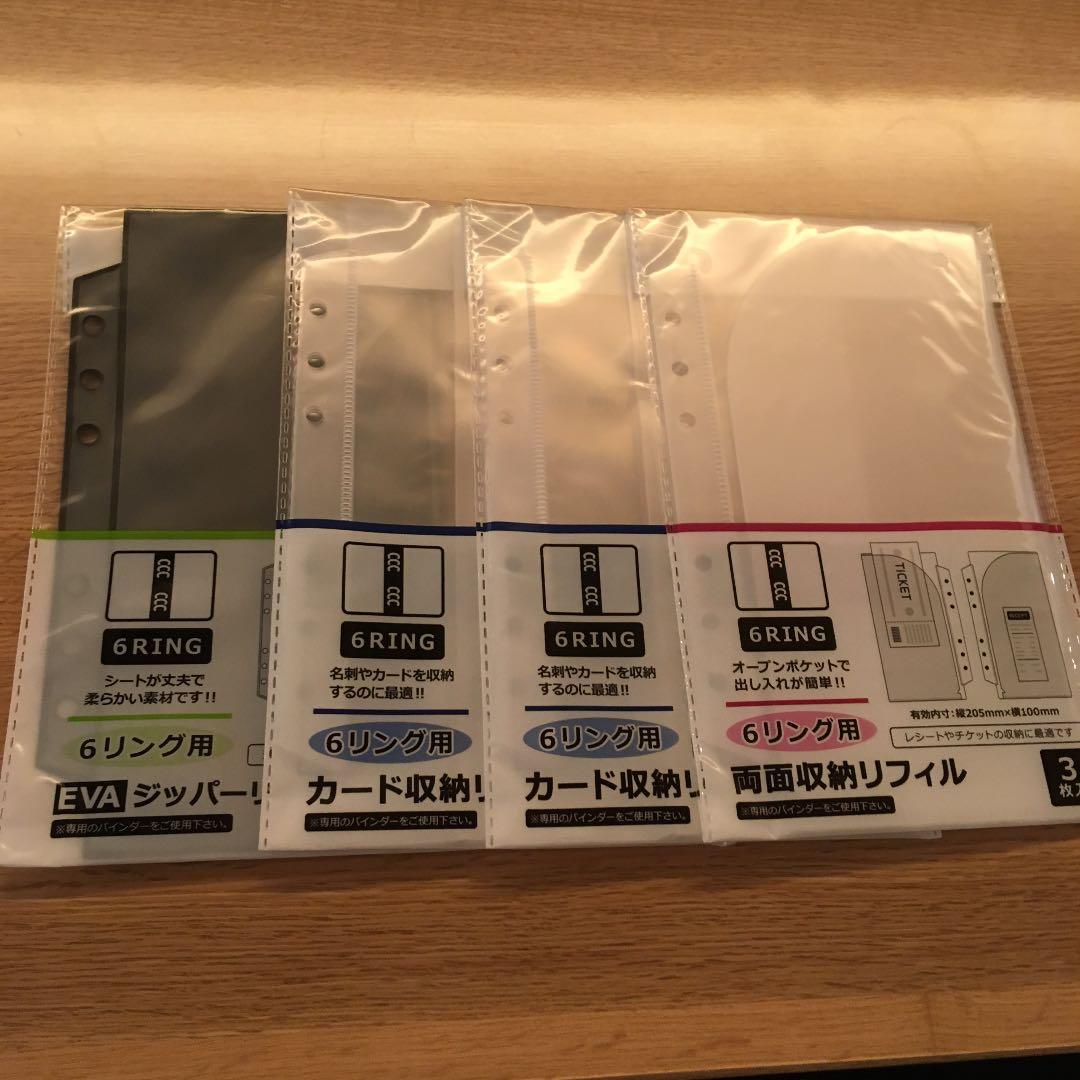 6RING
シートが丈夫で
柔らかい素材です!!
6リング用
EVA ジッパーリ
※専用のバインダーをご使用下さい。
6RING
名刺やカードを収納
するのに最適!!
6リング用
カード収納リ
※専用のバインダーをご使用下さい。
6RING
名刺やカードを収納
するのに最適!!
6リング用
カード収納リ
※専用のバインダーをご使用下さい。
6RING
オープンポケットで
出し入れが簡単!!
6リング用
TICKET
RECEIPT
有効内寸:縦205mm×横100mm
レシートやチケットの収納に最適です
両面収納リフィル
3
枚入
※専用のバインダーをご使用下さい。